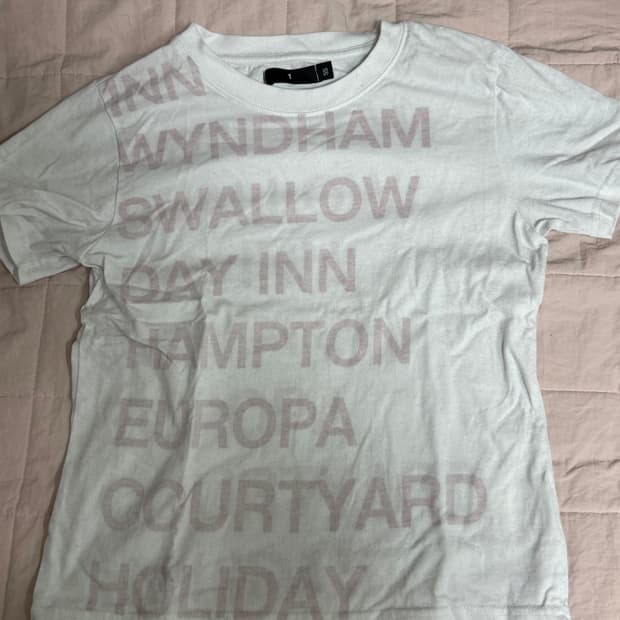 INN
WYNDHAM
SWALLOW
DAY INN
HAMPTON
EUROPA
COURTYARD
HOLIDAY